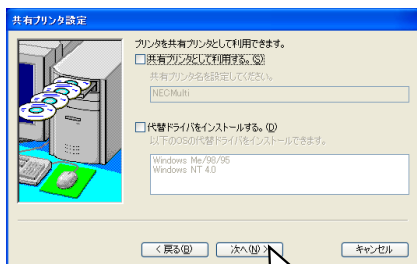 共有プリンタ設定
プリンタを共有プリンタとして利用できます。
共有プリンタとして利用する。(S)
共有プリンタ名を設定してください。
NECMulti
代替ドライバをインストールする。(D)
以下のOSの代替ドライバをインストールできます。
Windows Me/98/95
Windows NT 4.0
< 戻る(B)
次へ(N) >
キャンセル